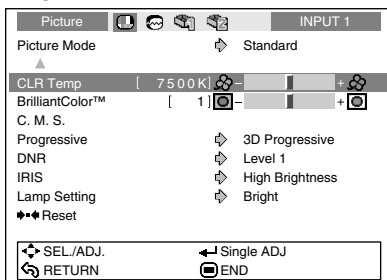 Picture INPUT 1
Picture Mode Standard
CLR Temp [ 7500K] - +
BrilliantColor™ [ 1] - +
C. M. S.
Progressive 3D Progressive
DNR Level 1
IRIS High Brightness
Lamp Setting Bright
Reset
SEL./ADJ. Single ADJ
RETURN END